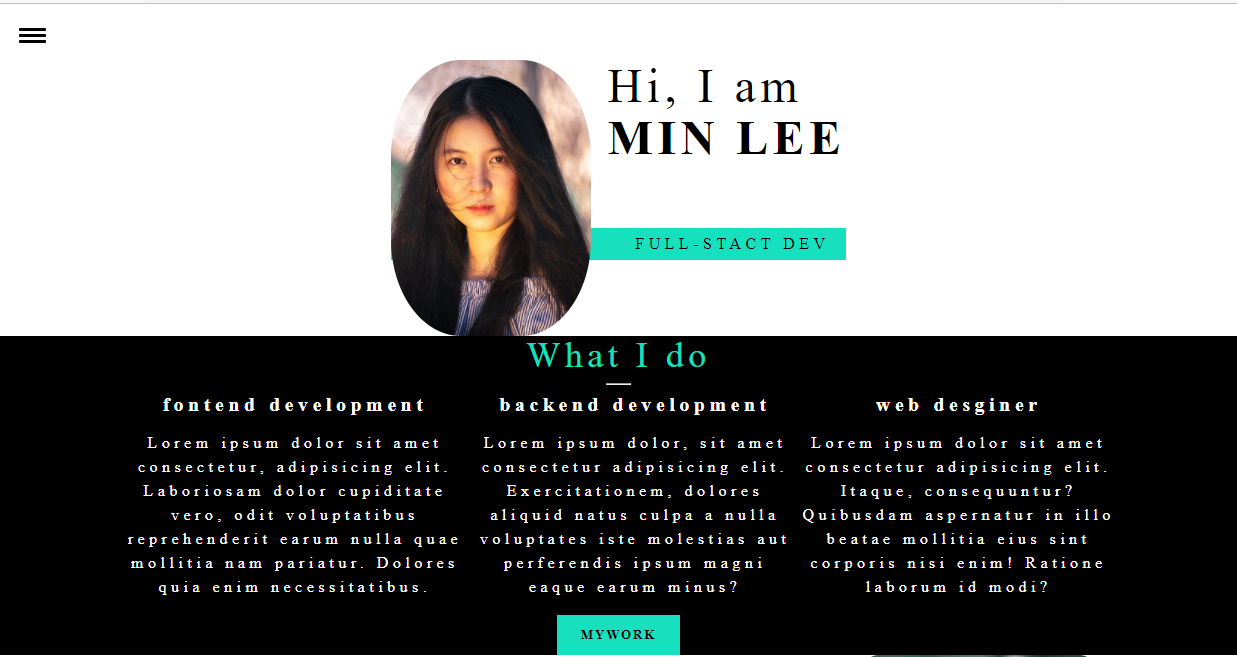 Hi, I am
MIN LEE
FULL-STACT DEV
What I do
fontend development
Lorem ipsum dolor sit amet
consectetur, adipisicing elit.
Laboriosam dolor cupiditate
vero, odit voluptatibus
reprehenderit earum nulla quae
mollitia nam pariatur. Dolores
quia enim necessitatibus.
backend development
Lorem ipsum dolor, sit amet
consectetur adipisicing elit.
Exercitationem, dolores
aliquid natus culpa a nulla
voluptates iste molestias aut
perferendis ipsum magni
eaque earum minus?
web desginer
Lorem ipsum dolor sit amet
consectetur adipisicing elit.
Itaque, consequuntur?
Quibusdam aspernatur in illo
beatae mollitia eius sint
corporis nisi enim! Ratione
laborum id modi?
MYWORK